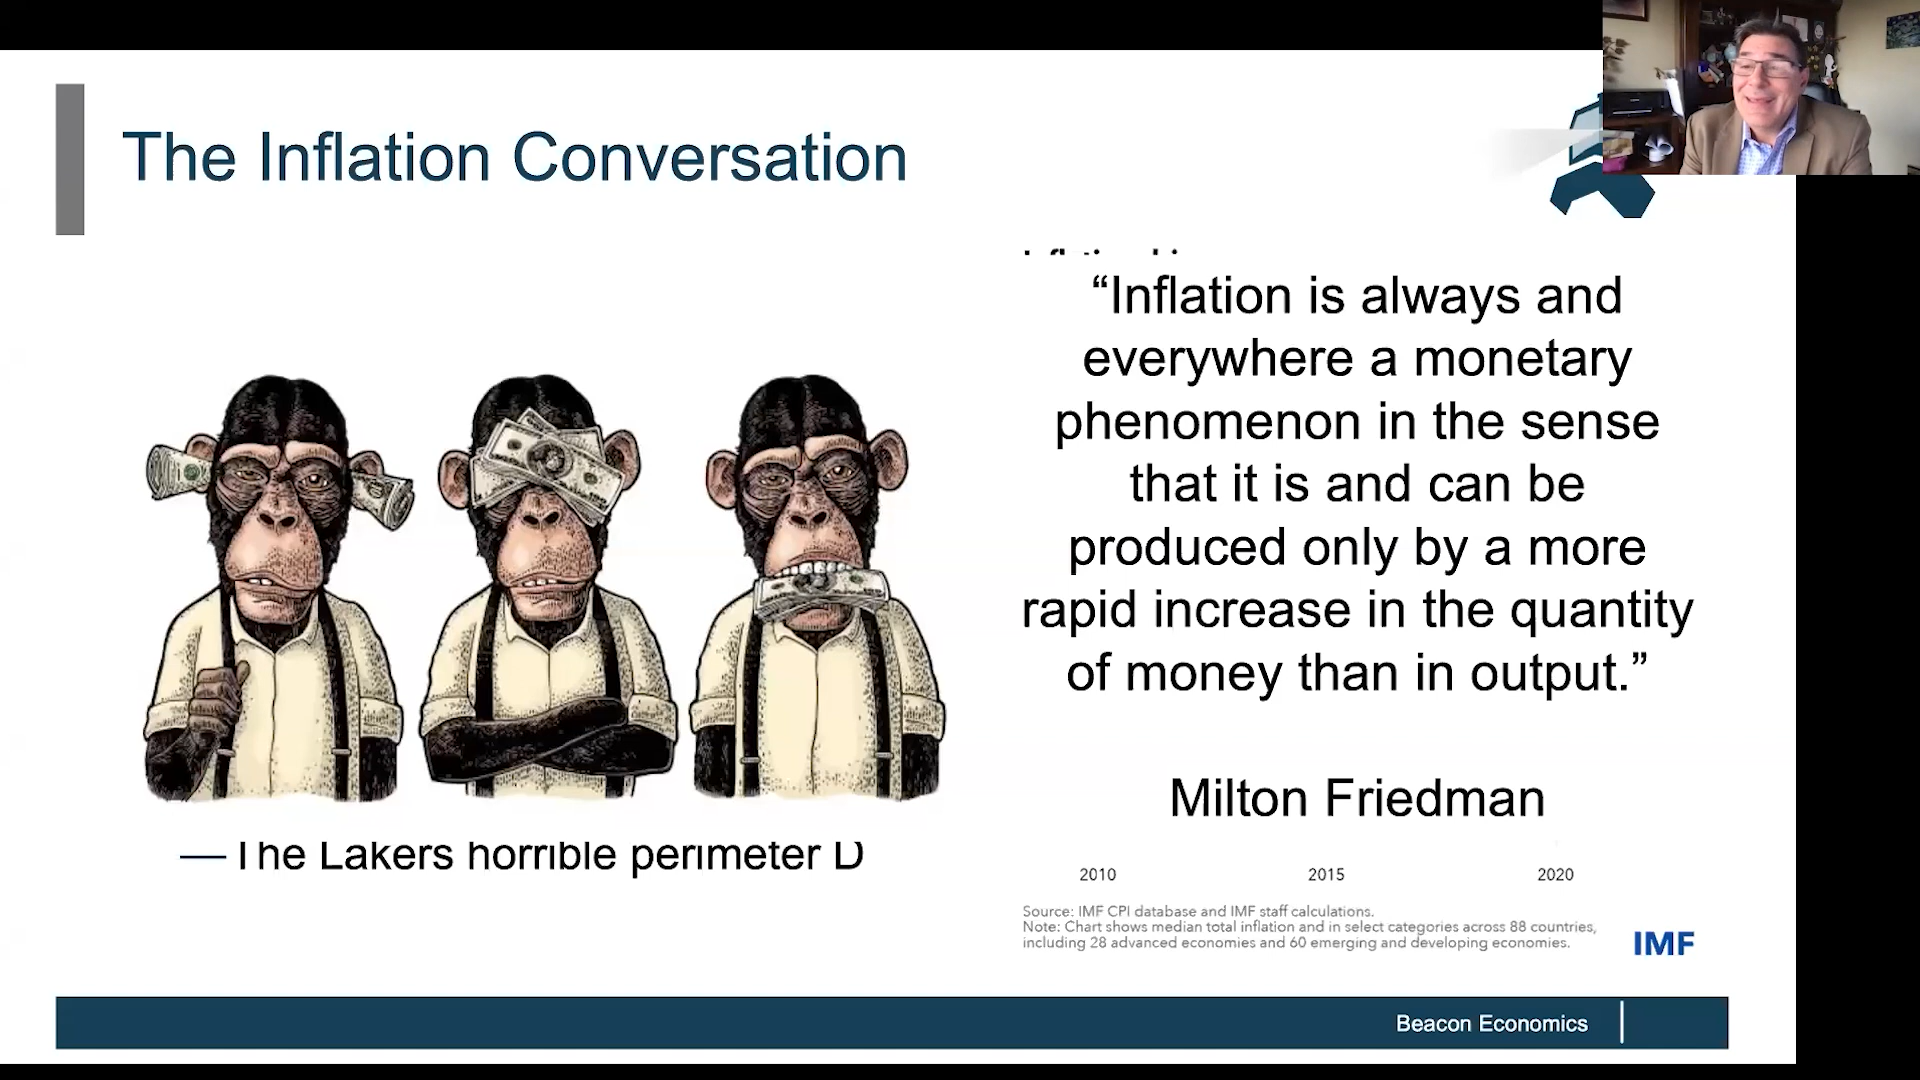 The Inflation Conversation
“Inflation is always and
everywhere a monetary
phenomenon in the sense
that it is and can be
produced only by a more
rapid increase in the quantity
of money than in output.”
Milton Friedman
— The Lakers horrible perimeter D
2010 2015 2020
Source: IMF CPI database and IMF staff calculations.
Note: Chart shows median total inflation and in select categories across 88 countries,
including 28 advanced economies and 60 emerging and developing economies.
IMF
Beacon Economics